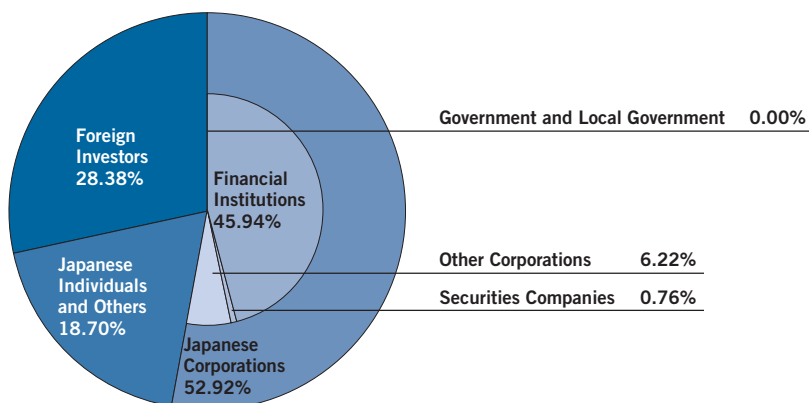 Government and Local Government 0.00%
Foreign
Investors
28.38%
Financial
Institutions
45.94%
Other Corporations 6.22%
Securities Companies 0.76%
Japanese
Individuals
and Others
18.70%
Japanese
Corporations
52.92%